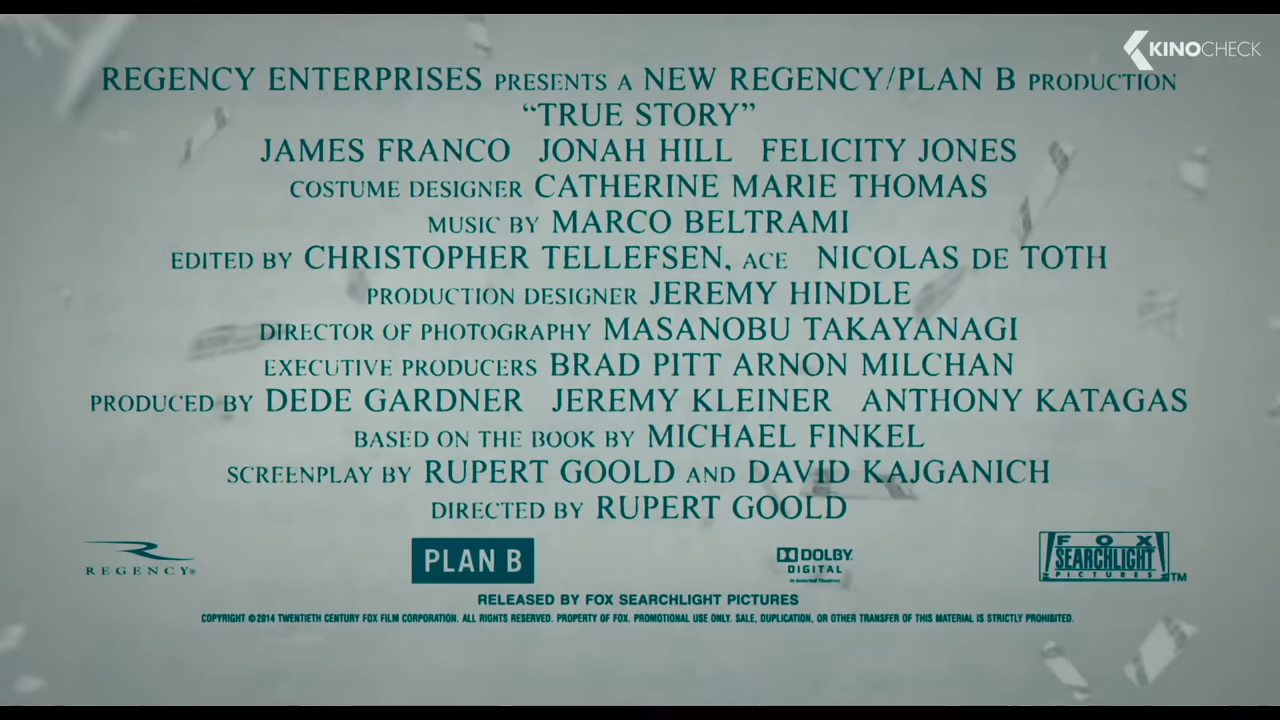 KINOCHECK
REGENCY ENTERPRISES PRESENTS A NEW REGENCY/PLAN B PRODUCTION
“TRUE STORY”
JAMES FRANCO JONAH HILL FELICITY JONES
COSTUME DESIGNER CATHERINE MARIE THOMAS
MUSIC BY MARCO BELTRAMI
EDITED BY CHRISTOPHER TELLEFSEN, ACE NICOLAS DE TOTH
PRODUCTION DESIGNER JEREMY HINDLE
DIRECTOR OF PHOTOGRAPHY MASANOBU TAKAYANAGI
EXECUTIVE PRODUCERS BRAD PITT ARNON MILCHAN
PRODUCED BY DEDE GARDNER JEREMY KLEINER ANTHONY KATAGAS
BASED ON THE BOOK BY MICHAEL FINKEL
SCREENPLAY BY RUPERT GOOLD AND DAVID KAJGANICH
DIRECTED BY RUPERT GOOLD
REGENCY®
PLAN B
DOLBY
DIGITAL
In Selected Theatres
FOX
SEARCHLIGHT
PICTURES™
RELEASED BY FOX SEARCHLIGHT PICTURES
COPYRIGHT ©2014 TWENTIETH CENTURY FOX FILM CORPORATION. ALL RIGHTS RESERVED. PROPERTY OF FOX. PROMOTIONAL USE ONLY. SALE, DUPLICATION, OR OTHER TRANSFER OF THIS MATERIAL IS STRICTLY PROHIBITED.